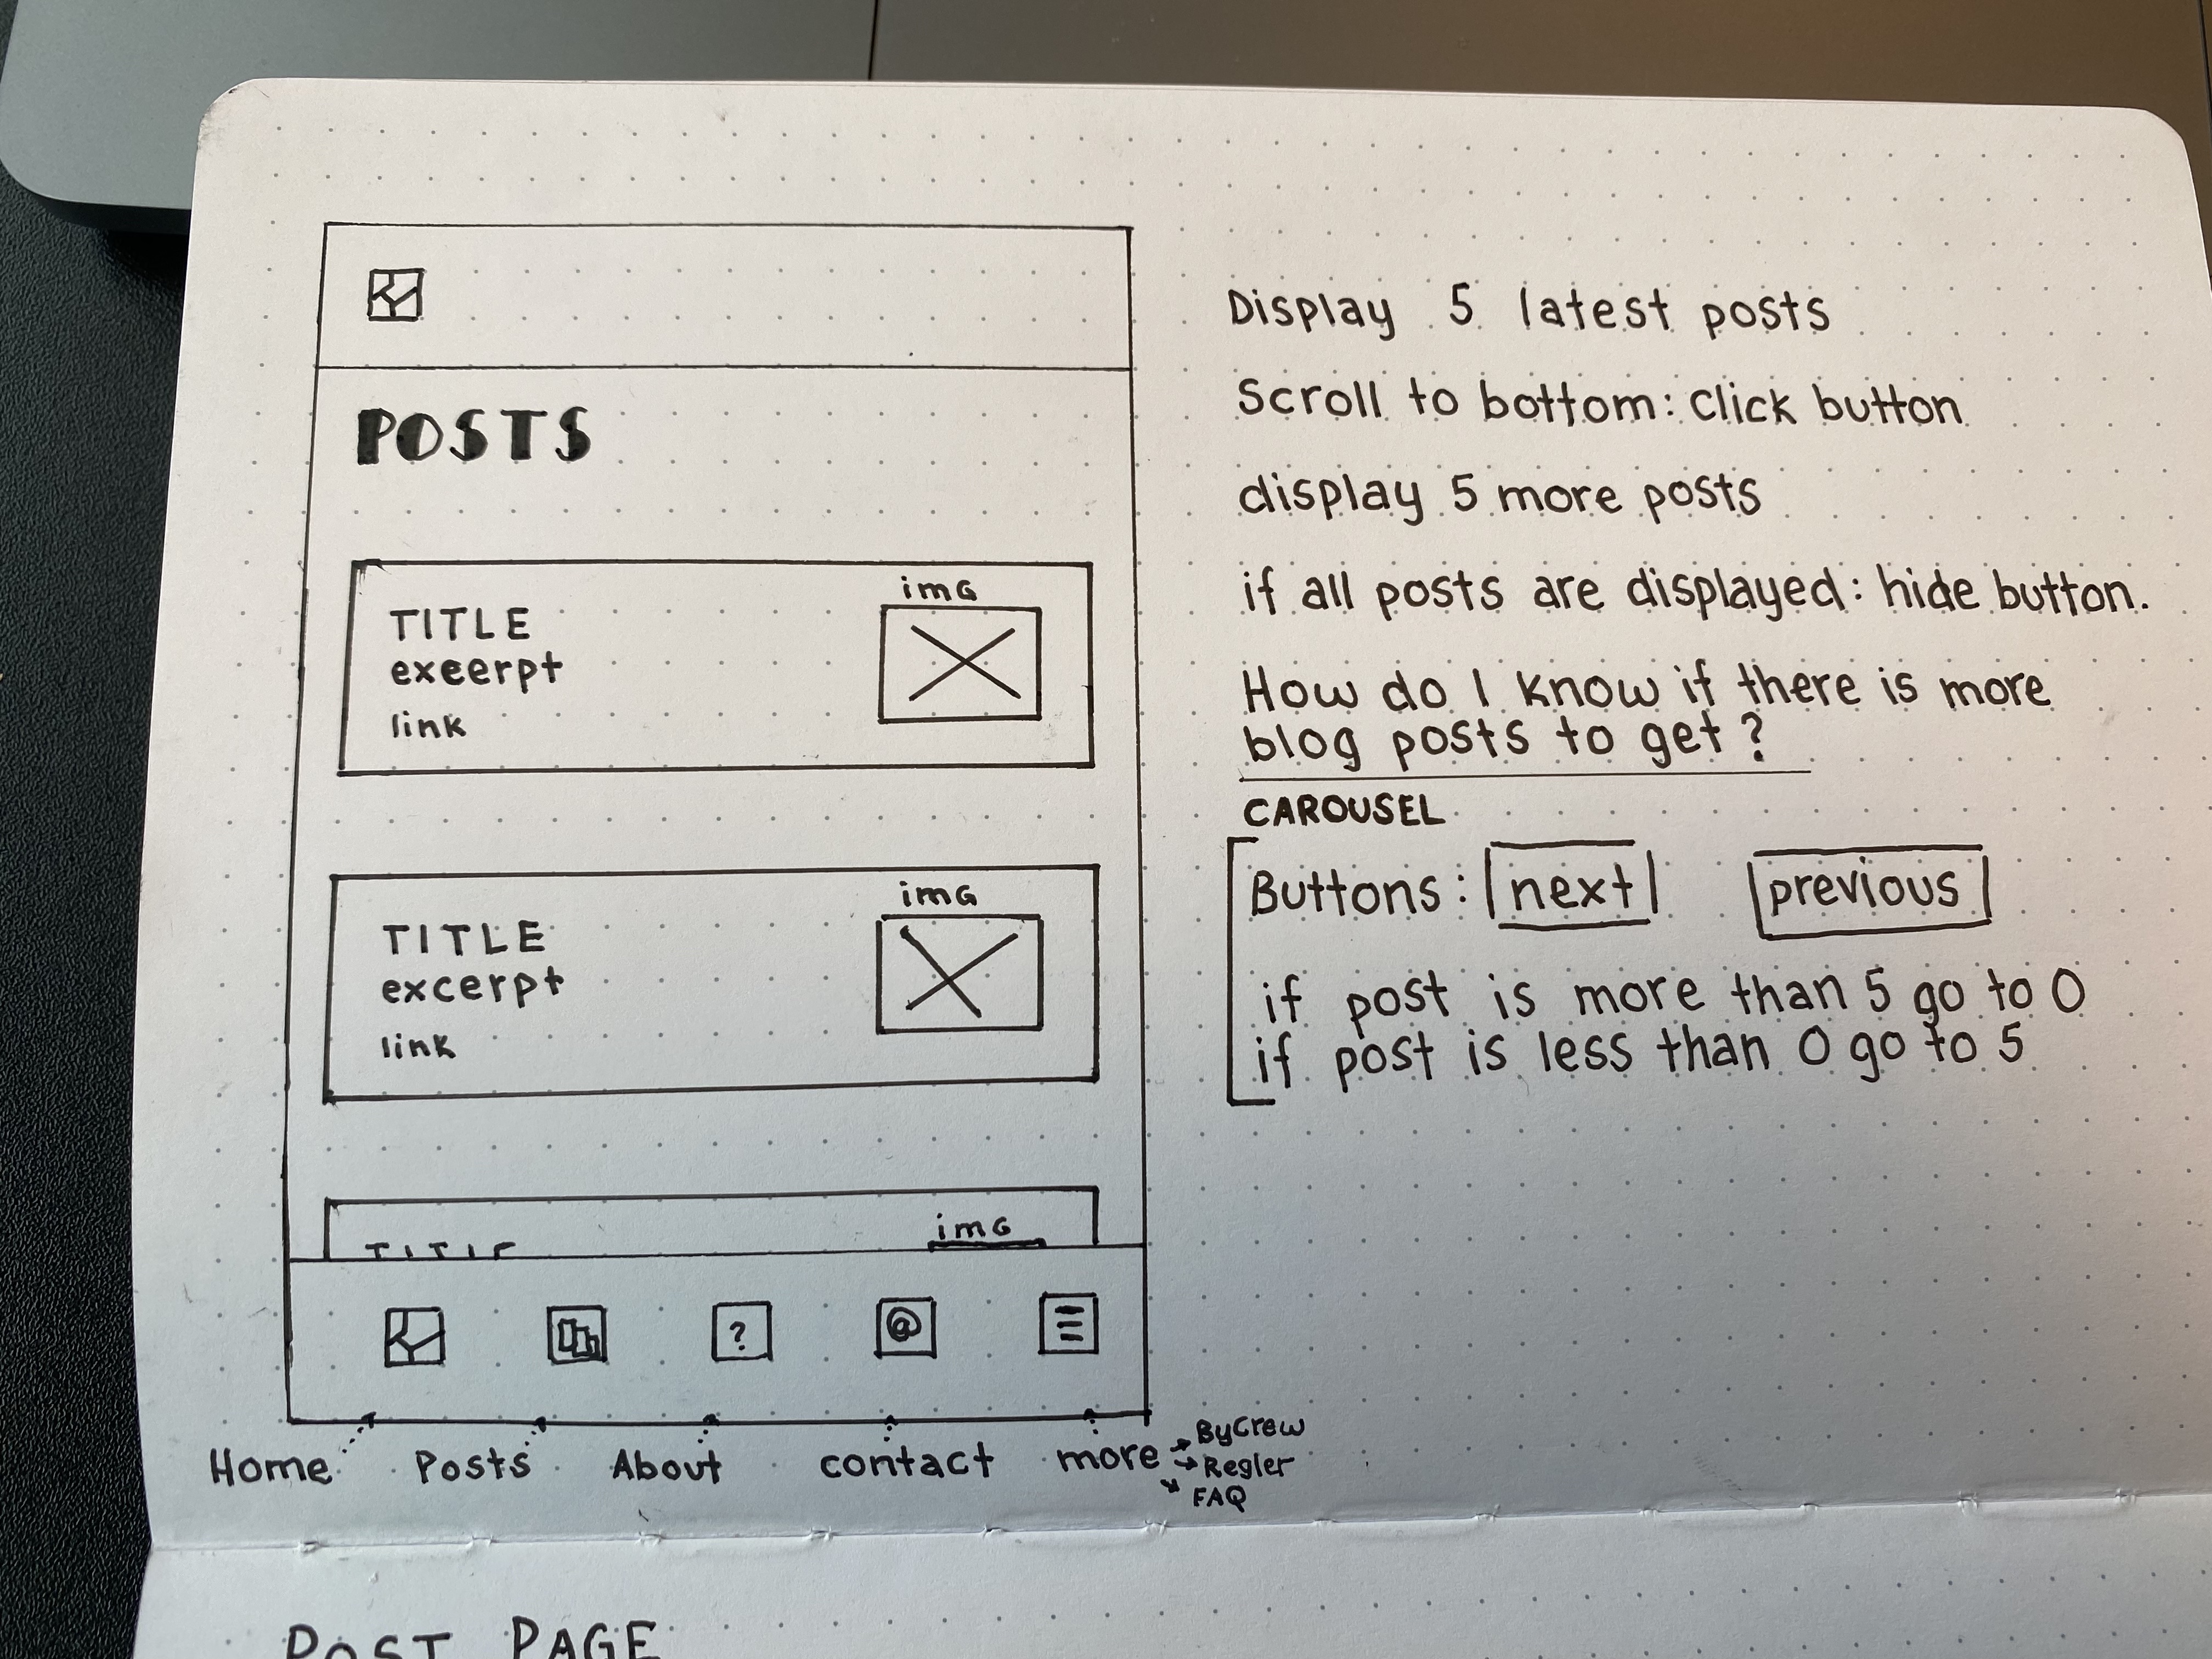 POSTS
img
TITLE
exeerpt
link
img
TITLE
excerpt
link
img
TITLE
?
@
Home Posts About contact more
ByCrew
Regler
FAQ
Display 5 latest posts
Scroll to bottom: click button
display 5 more posts
if all posts are displayed: hide button.
How do I know if there is more
blog posts to get?
CAROUSEL
Buttons: next previous
if post is more than 5 go to 0
if post is less than 0 go to 5
POST PAGE